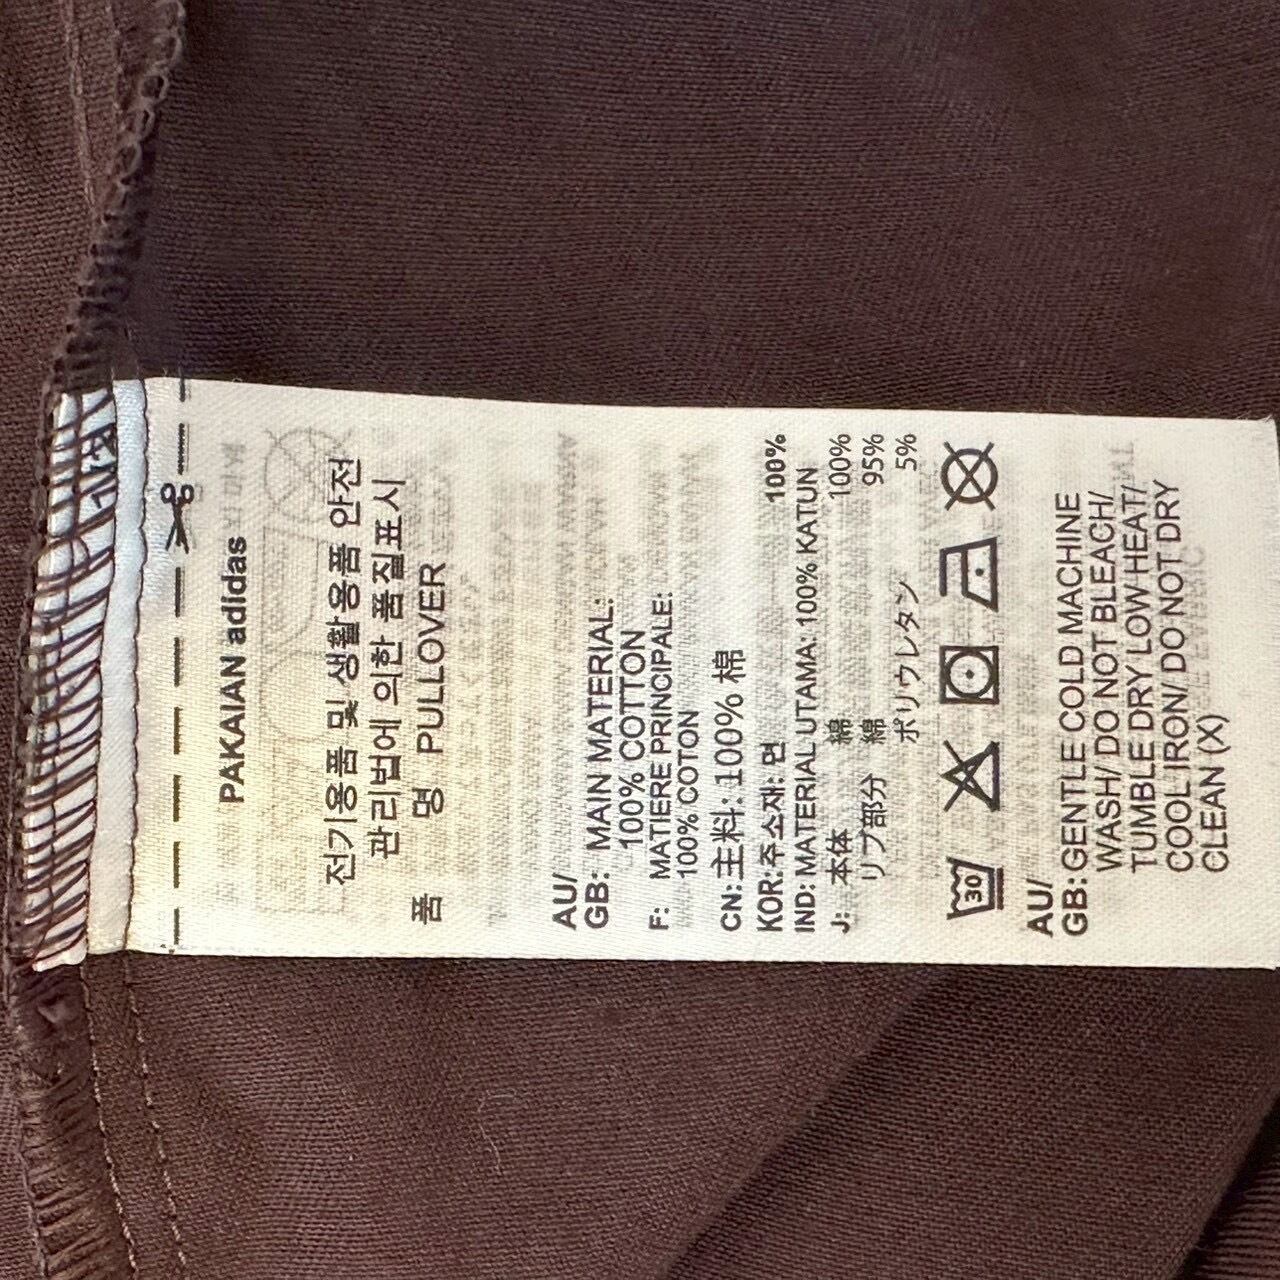 PAKAIAN adidas
전기용품 및 생활용품 안전
관리법에 의한 품질표시
품 명 PULLOVER
AU/
GB: MAIN MATERIAL:
100% COTTON
F: MATIERE PRINCIPALE:
100% COTON
CN: 主料: 100% 棉
KOR: 주소재: 면 100%
IND: MATERIAL UTAMA: 100% KATUN
J: 本体 綿 100%
リブ部分 綿 95%
ポリウレタン 5%
30
AU/
GB: GENTLE COLD MACHINE
WASH/ DO NOT BLEACH/
TUMBLE DRY LOW HEAT/
COOL IRON/ DO NOT DRY
CLEAN (X)